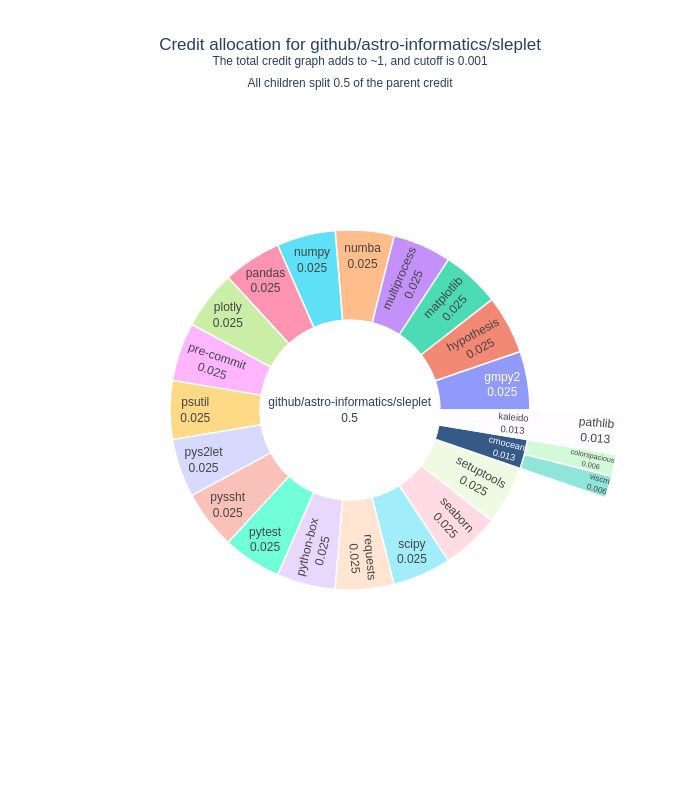 Credit allocation for github/astro-informatics/sleplet
The total credit graph adds to ~1, and cutoff is 0.001
All children split 0.5 of the parent credit
github/astro-informatics/sleplet
0.5
gmpy2
0.025
hypothesis
0.025
matplotlib
0.025
multiprocess
0.025
numba
0.025
numpy
0.025
pandas
0.025
plotly
0.025
pre-commit
0.025
psutil
0.025
pys2let
0.025
pyssht
0.025
pytest
0.025
python-box
0.025
requests
0.025
scipy
0.025
seaborn
0.025
setuptools
0.025
cmocean
0.013
kaleido
0.013
pathlib
0.013
colorspacious
0.006
viscm
0.006